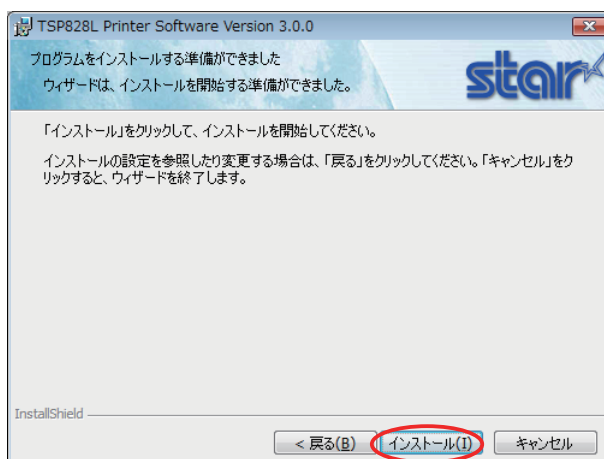 TSP828L Printer Software Version 3.0.0
プログラムをインストールする準備ができました
ウィザードは、インストールを開始する準備ができました。
star
「インストール」をクリックして、インストールを開始してください。
インストールの設定を参照したり変更する場合は、「戻る」をクリックしてください。「キャンセル」をク
リックすると、ウィザードを終了します。
InstallShield
< 戻る(B)
インストール(I)
キャンセル